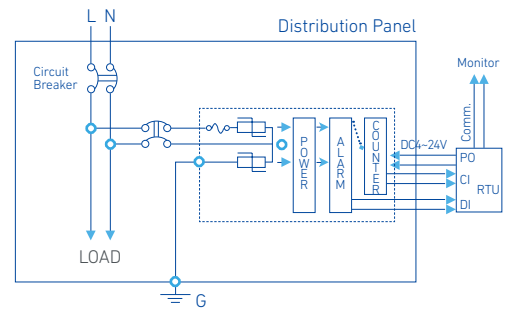 L N
Distribution Panel
Circuit
Breaker
Monitor
Comm.
POWER
ALARM
COUNTER
DC4~24V
PO
CI
RTU
DI
LOAD
G